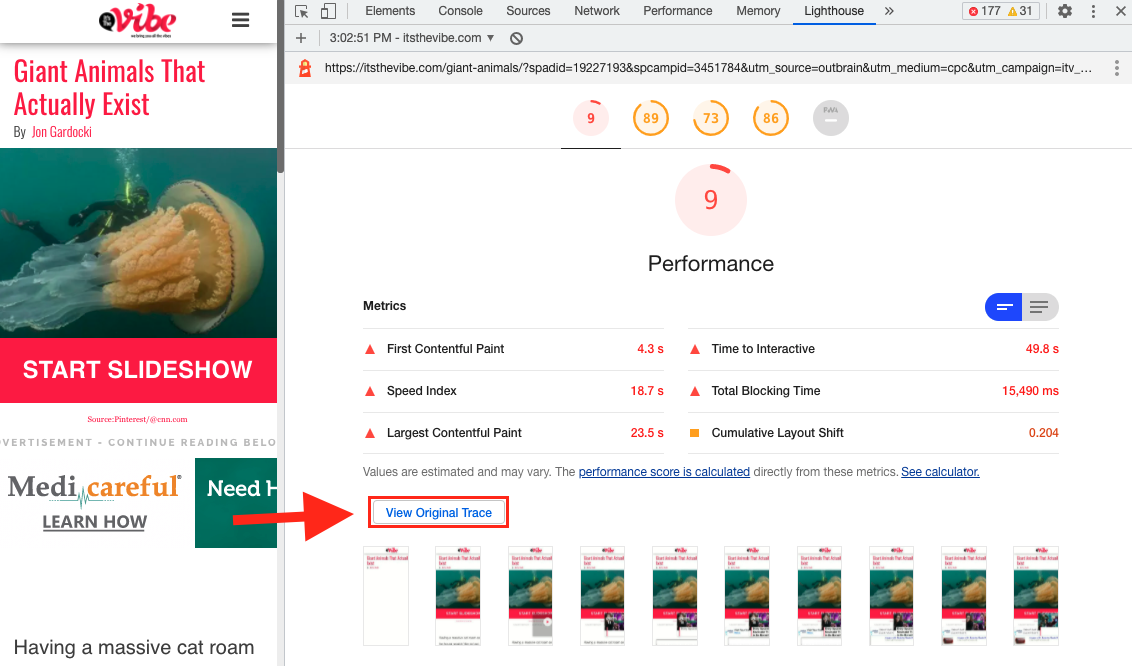 Vibe
we bring you all the vibes
Giant Animals That
Actually Exist
By Jon Gardocki
START SLIDESHOW
Source:Pinterest/@cnn.com
VERTISEMENT - CONTINUE READING BELO
Medicareful®
LEARN HOW
Need H
Having a massive cat roam
Elements Console Sources Network Performance Memory Lighthouse » 177 31
3:02:51 PM - itsthevibe.com
https://itsthevibe.com/giant-animals/?spadid=19227193&spcampid=3451784&utm_source=outbrain&utm_medium=cpc&utm_campaign=itv_...
9 89 73 86 PWA
9
Performance
Metrics
First Contentful Paint 4.3 s
Time to Interactive 49.8 s
Speed Index 18.7 s
Total Blocking Time 15,490 ms
Largest Contentful Paint 23.5 s
Cumulative Layout Shift 0.204
Values are estimated and may vary. The performance score is calculated directly from these metrics. See calculator.
View Original Trace